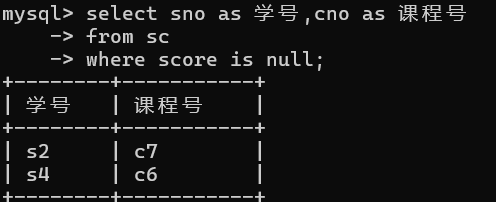 mysql> select sno as 学号,cno as 课程号
    -> from sc
    -> where score is null;
+--------+-----------+
| 学号   | 课程号    |
+--------+-----------+
| s2     | c7        |
| s4     | c6        |
+--------+-----------+